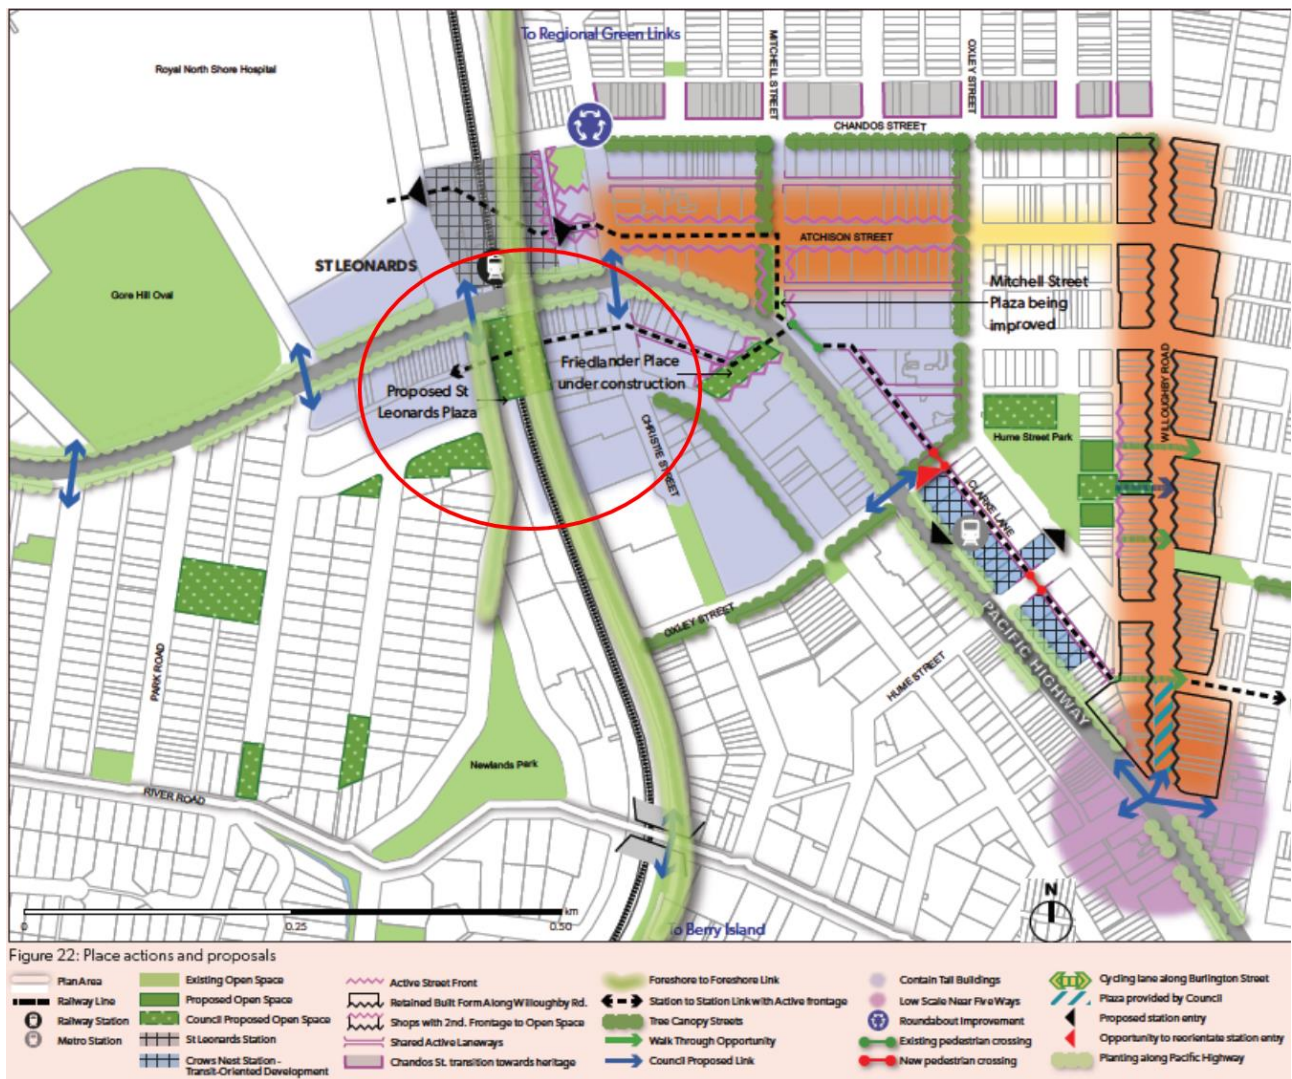 To Regional Green Links
Royal North Shore Hospital
MITCHELL STREET
OXLEY STREET
CHANDOS STREET
ATCHISON STREET
ST LEONARDS
Gore Hill Oval
Mitchell Street
Plaza being
improved
WILLOUGHBY ROAD
Friedlander Place
under construction
Proposed St
Leonards Plaza
CHRISTIE STREET
Hume Street Park
CLARKE LANE
PACIFIC HIGHWAY
OXLEY STREET
HUME STREET
PARK ROAD
Newlands Park
RIVER ROAD
N
km
0
0.25
0.50
To Berry Island
Figure 22: Place actions and proposals
Plan Area
Railway Line
Railway Station
Metro Station
Existing Open Space
Proposed Open Space
Council Proposed Open Space
St Leonards Station
Crows Nest Station -
Transit-Oriented Development
Active Street Front
Retained Built Form Along Willoughby Rd.
Shops with 2nd. Frontage to Open Space
Shared Active Laneways
Chandos St. transition towards heritage
Foreshore to Foreshore Link
Station to Station Link with Active frontage
Tree Canopy Streets
Walk Through Opportunity
Council Proposed Link
Contain Tall Buildings
Low Scale Near Five Ways
Roundabout Improvement
Existing pedestrian crossing
New pedestrian crossing
Cycling lane along Burlington Street
Plaza provided by Council
Proposed station entry
Opportunity to reorientate station entry
Planting along Pacific Highway